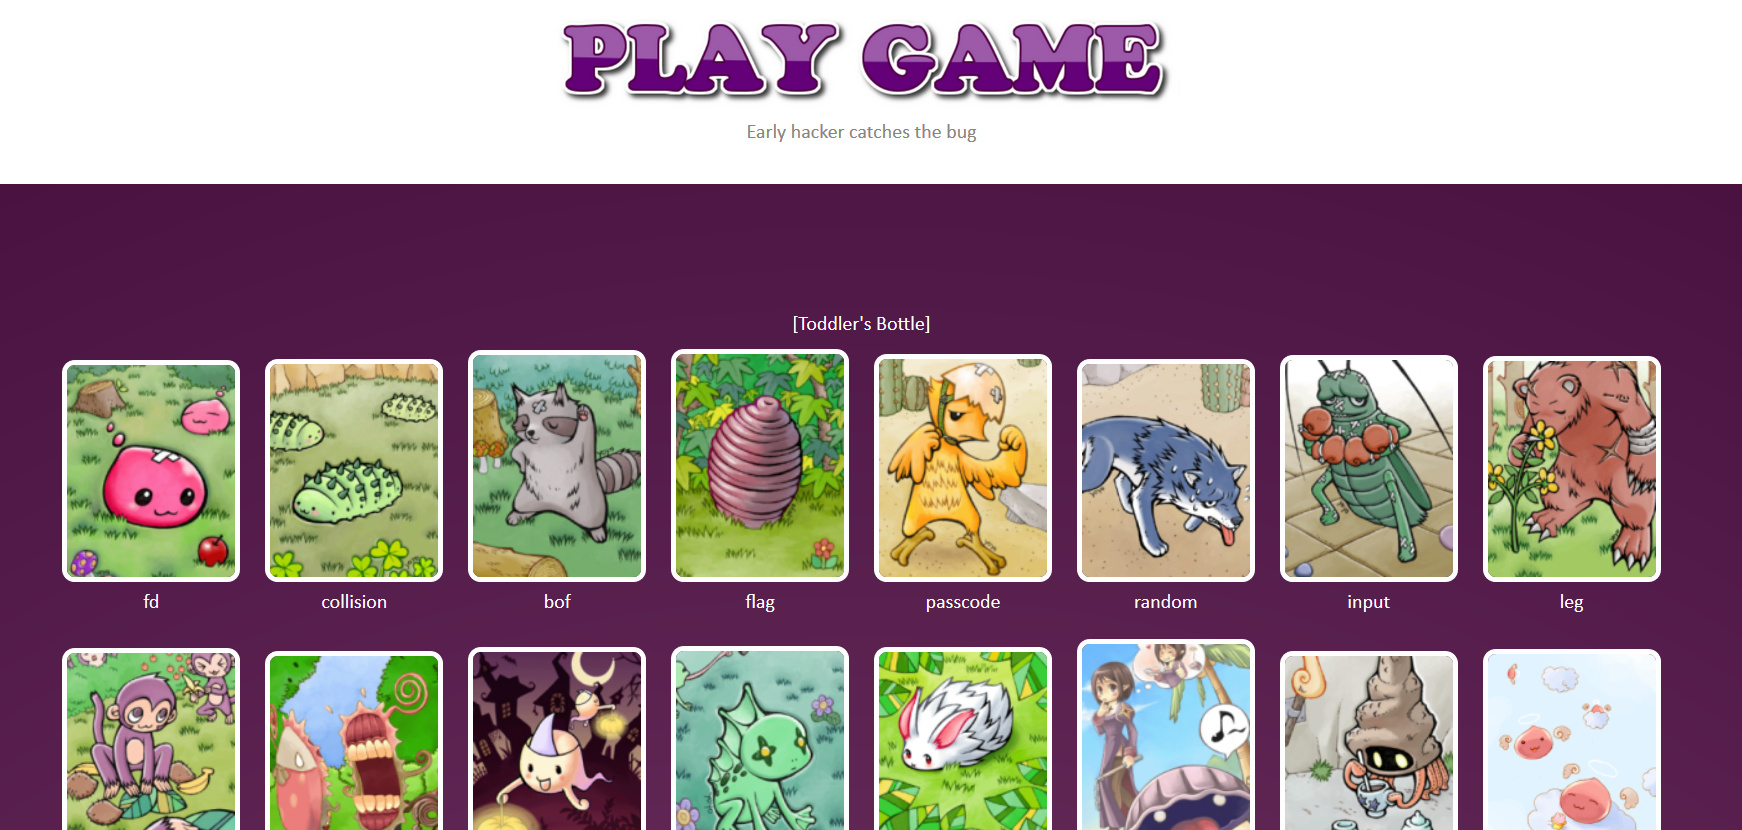 PLAY GAME
Early hacker catches the bug
[Toddler's Bottle]
fd
collision
bof
flag
passcode
random
input
leg